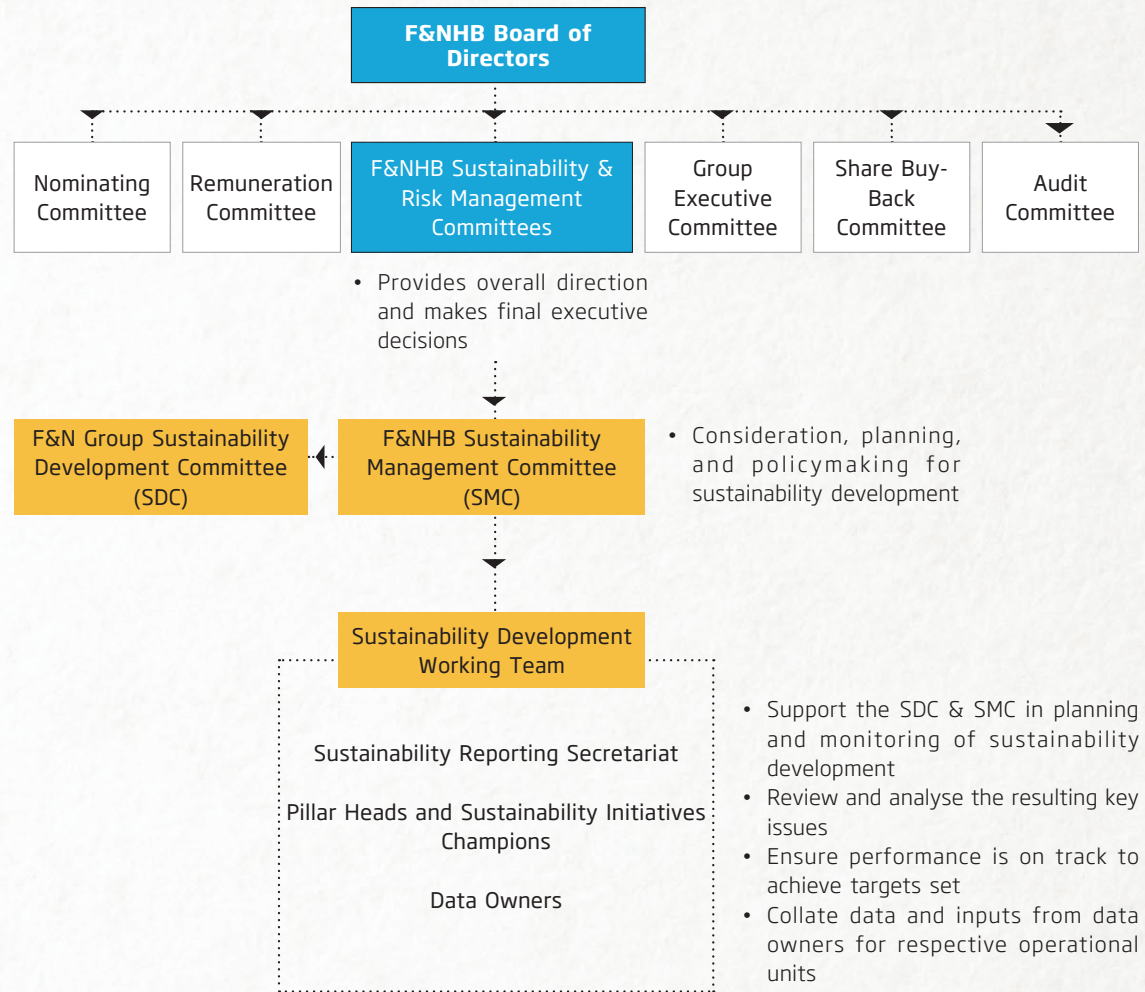 F&NHB Board of
Directors
Nominating
Committee
Remuneration
Committee
F&NHB Sustainability &
Risk Management
Committees
Group
Executive
Committee
Share Buy-
Back
Committee
Audit
Committee
• Provides overall direction
and makes final executive
decisions
F&N Group Sustainability
Development Committee
(SDC)
F&NHB Sustainability
Management Committee
(SMC)
• Consideration, planning,
and policymaking for
sustainability development
Sustainability Development
Working Team
Sustainability Reporting Secretariat
Pillar Heads and Sustainability Initiatives
Champions
Data Owners
• Support the SDC & SMC in planning
and monitoring of sustainability
development
• Review and analyse the resulting key
issues
• Ensure performance is on track to
achieve targets set
• Collate data and inputs from data
owners for respective operational
units